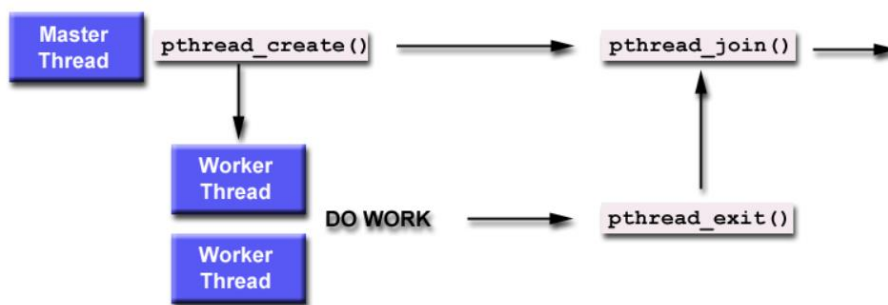 Master
Thread
pthread_create()
pthread_join()
Worker
Thread
DO WORK
pthread_exit()
Worker
Thread